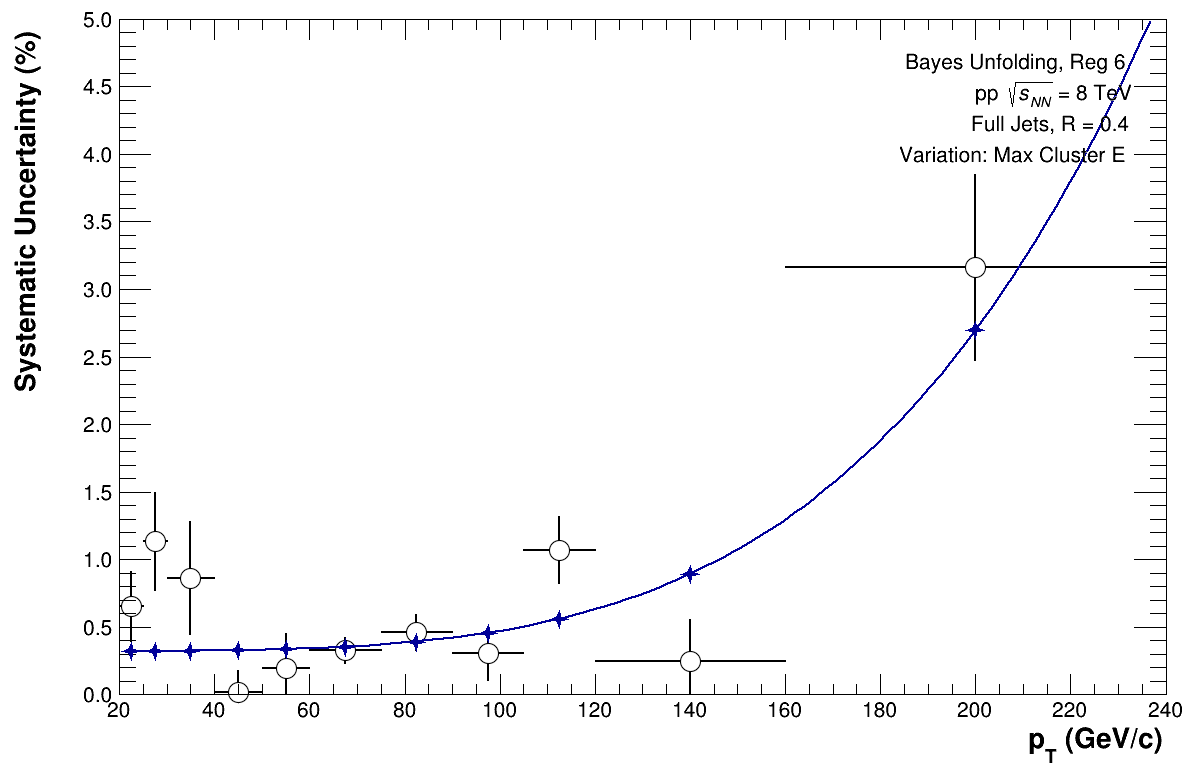 Systematic Uncertainty (%)
5.0
4.5
4.0
3.5
3.0
2.5
2.0
1.5
1.0
0.5
0.0
Bayes Unfolding, Reg 6
pp √s_NN = 8 TeV
Full Jets, R = 0.4
Variation: Max Cluster E
20 40 60 80 100 120 140 160 180 200 220 240
p_T (GeV/c)